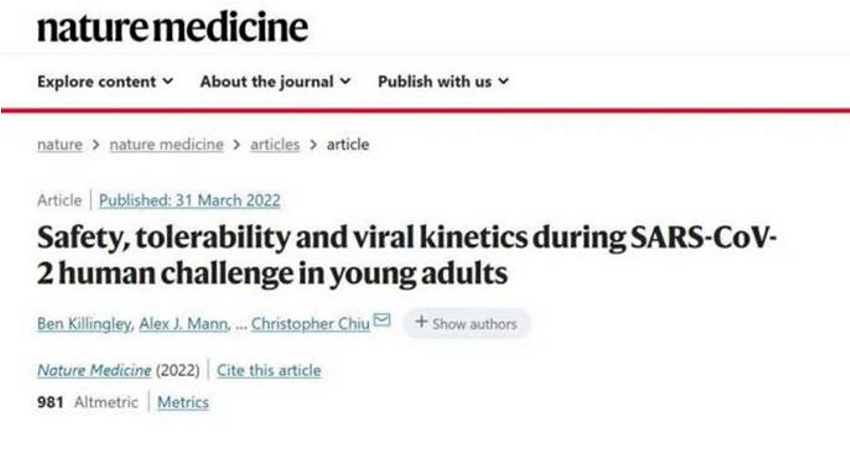 nature medicine
Explore content About the journal Publish with us
nature > nature medicine > articles > article
Article | Published: 31 March 2022
Safety, tolerability and viral kinetics during SARS-CoV-
2 human challenge in young adults
Ben Killingley, Alex J. Mann, ... Christopher Chiu + Show authors
Nature Medicine (2022) | Cite this article
981 Altmetric | Metrics